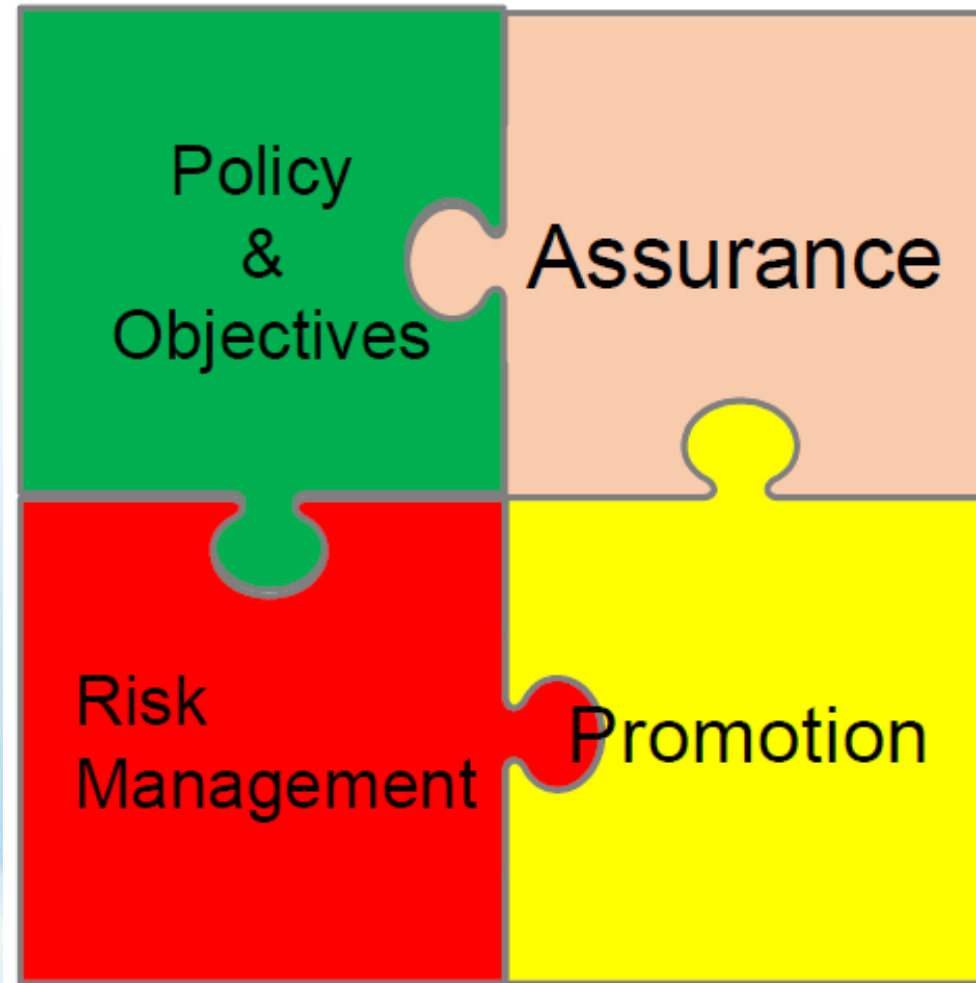 Policy
&
Objectives
Assurance
Risk
Management
Promotion